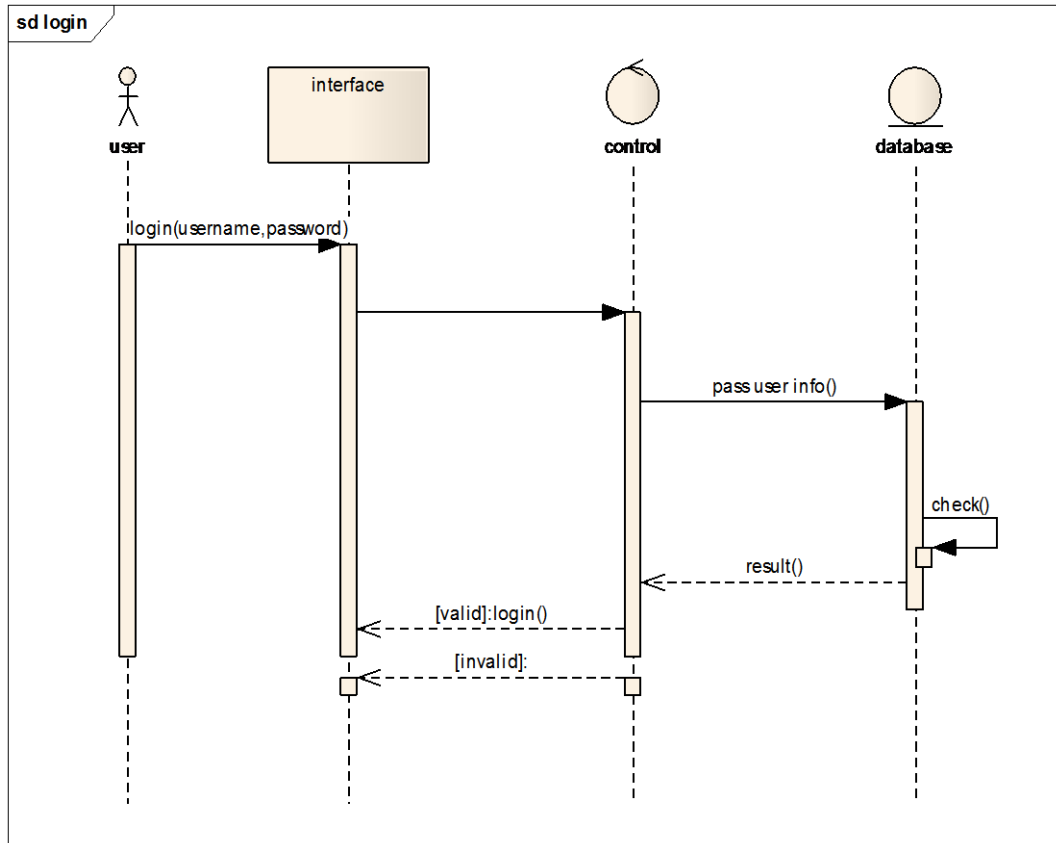 sd login
interface
user
control
database
login(username,password)
pass user info()
check()
result()
[valid]:login()
[invalid]: